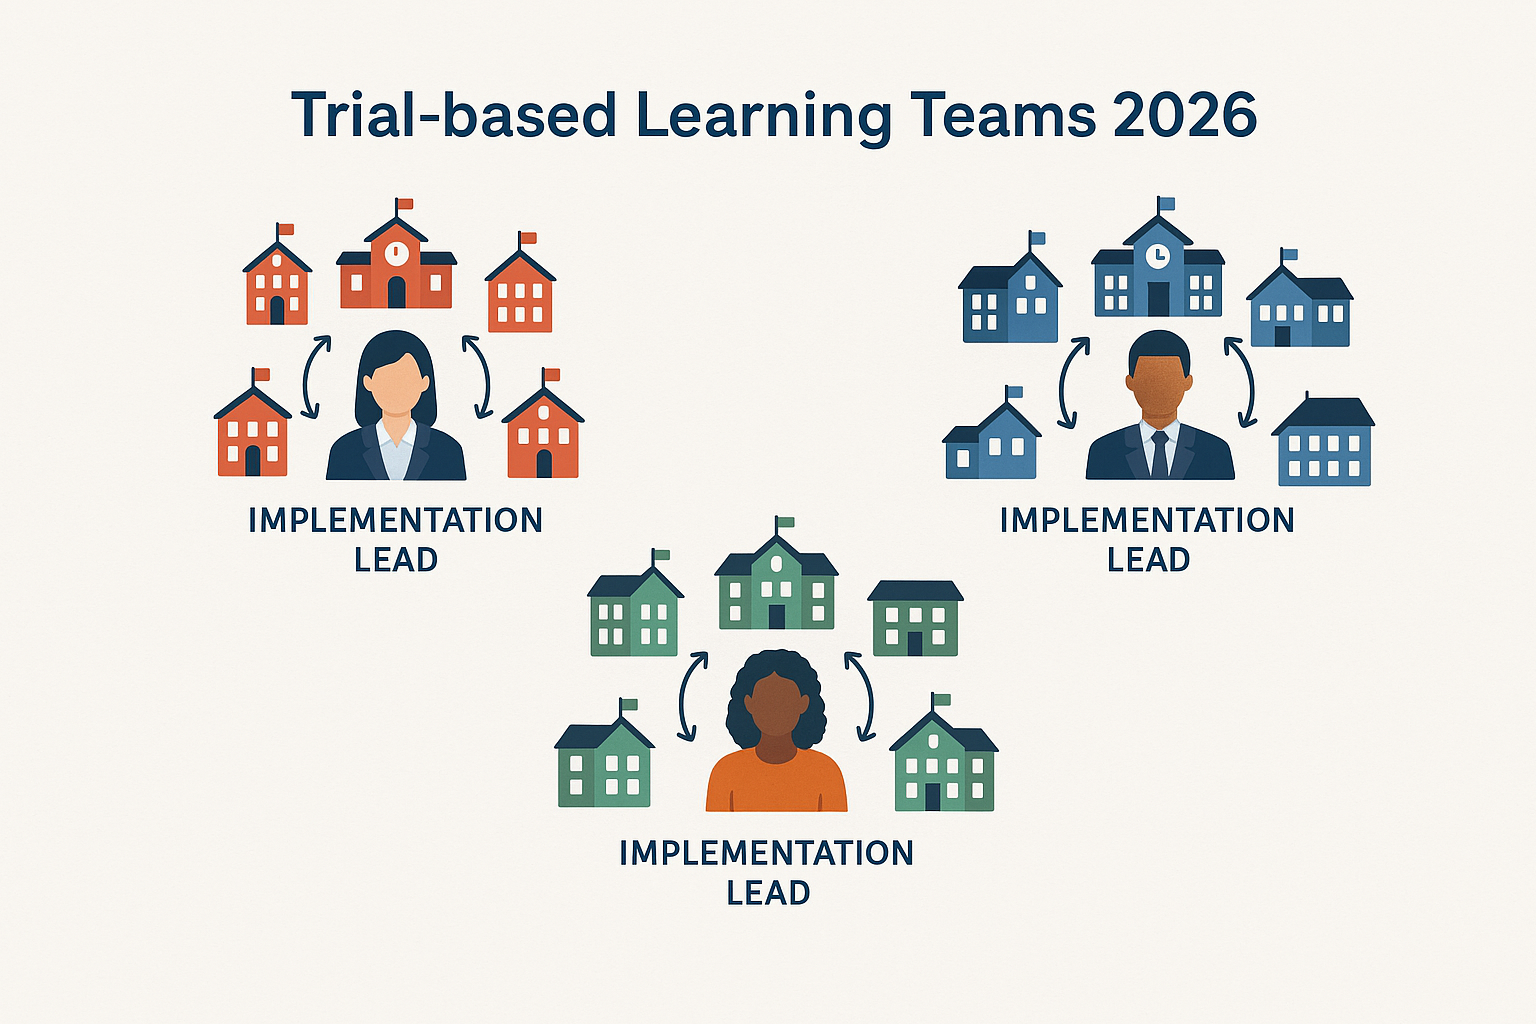 Trial-based Learning Teams 2026
IMPLEMENTATION
LEAD
IMPLEMENTATION
LEAD
IMPLEMENTATION
LEAD